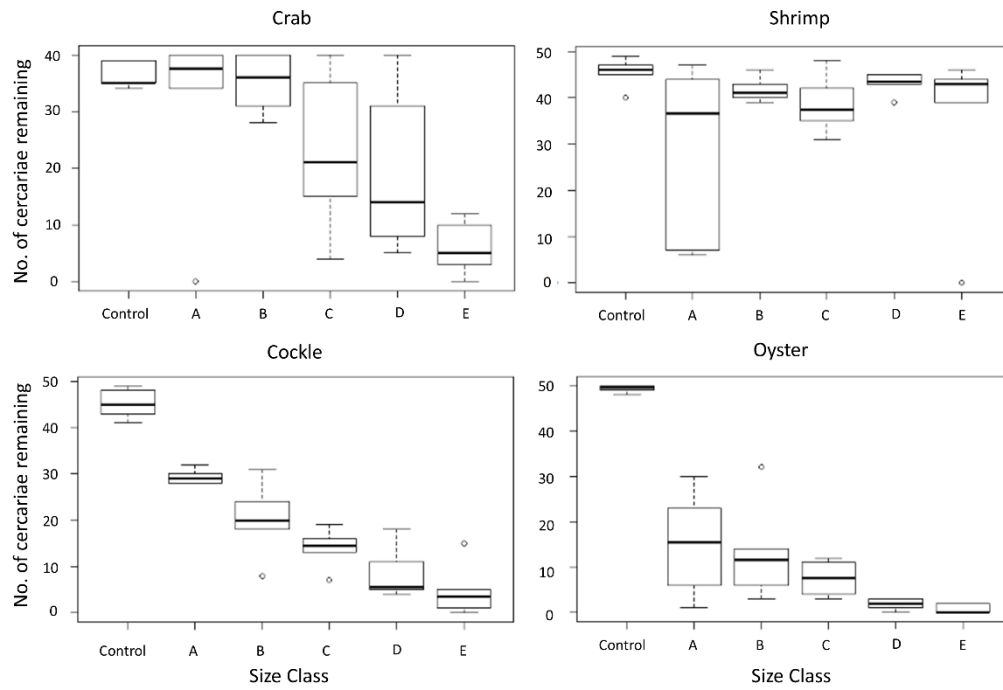 Crab
No. of cercariae remaining
40
30
20
10
0
Control A B C D E
Shrimp
50
40
30
20
10
0
Control A B C D E
Cockle
No. of cercariae remaining
50
40
30
20
10
0
Control A B C D E
Size Class
Oyster
50
40
30
20
10
0
Control A B C D E
Size Class